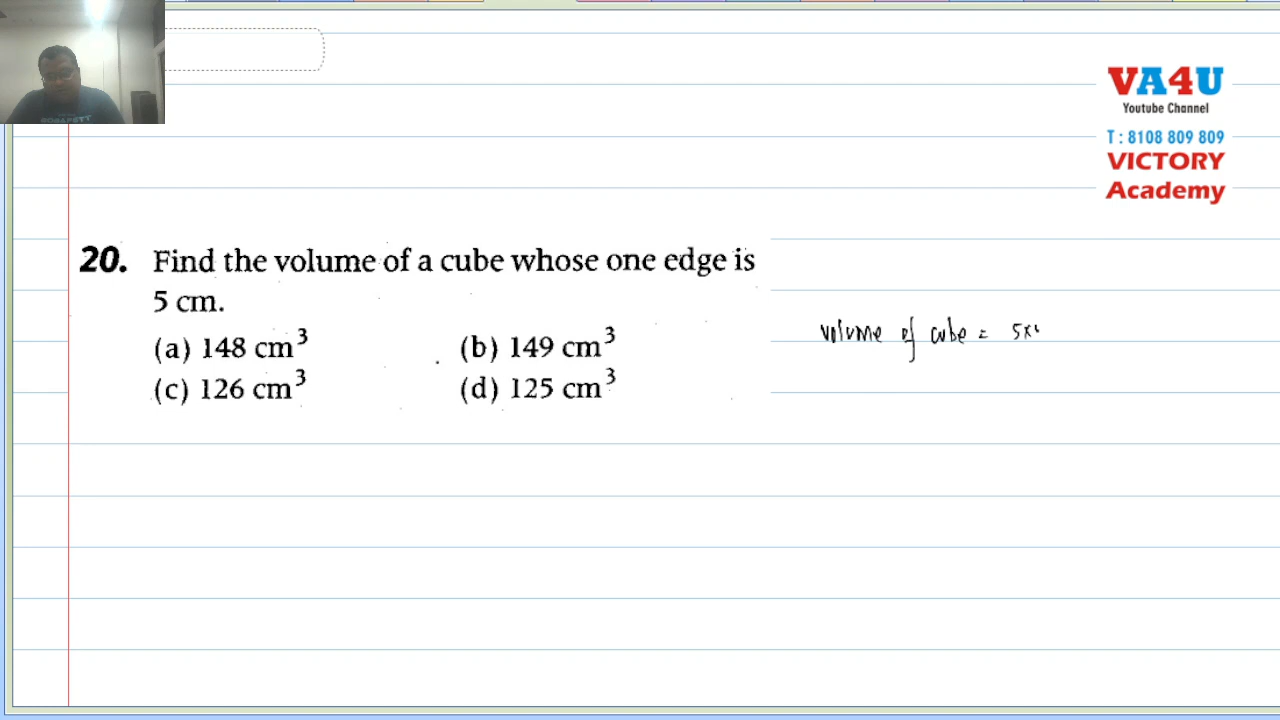 VA4U
Youtube Channel
T : 8108 809 809
VICTORY
Academy
20. Find the volume of a cube whose one edge is
5 cm.
(a) 148 cm³ (b) 149 cm³
(c) 126 cm³ (d) 125 cm³
volume of cube = 5x